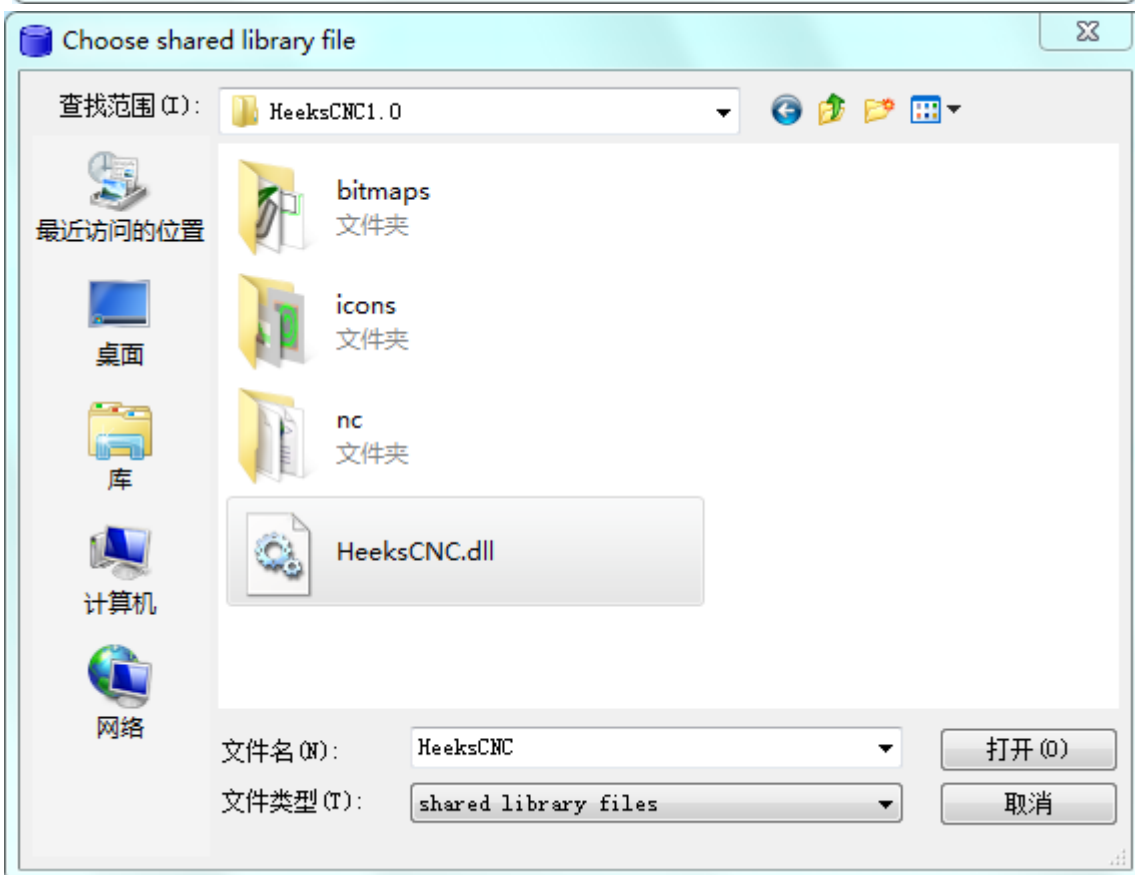 Choose shared library file
查找范围(I): HeeksCNC1.0
最近访问的位置
桌面
库
计算机
网络
bitmaps
文件夹
icons
文件夹
nc
文件夹
HeeksCNC.dll
文件名(N): HeeksCNC 打开(O)
文件类型(T): shared library files 取消